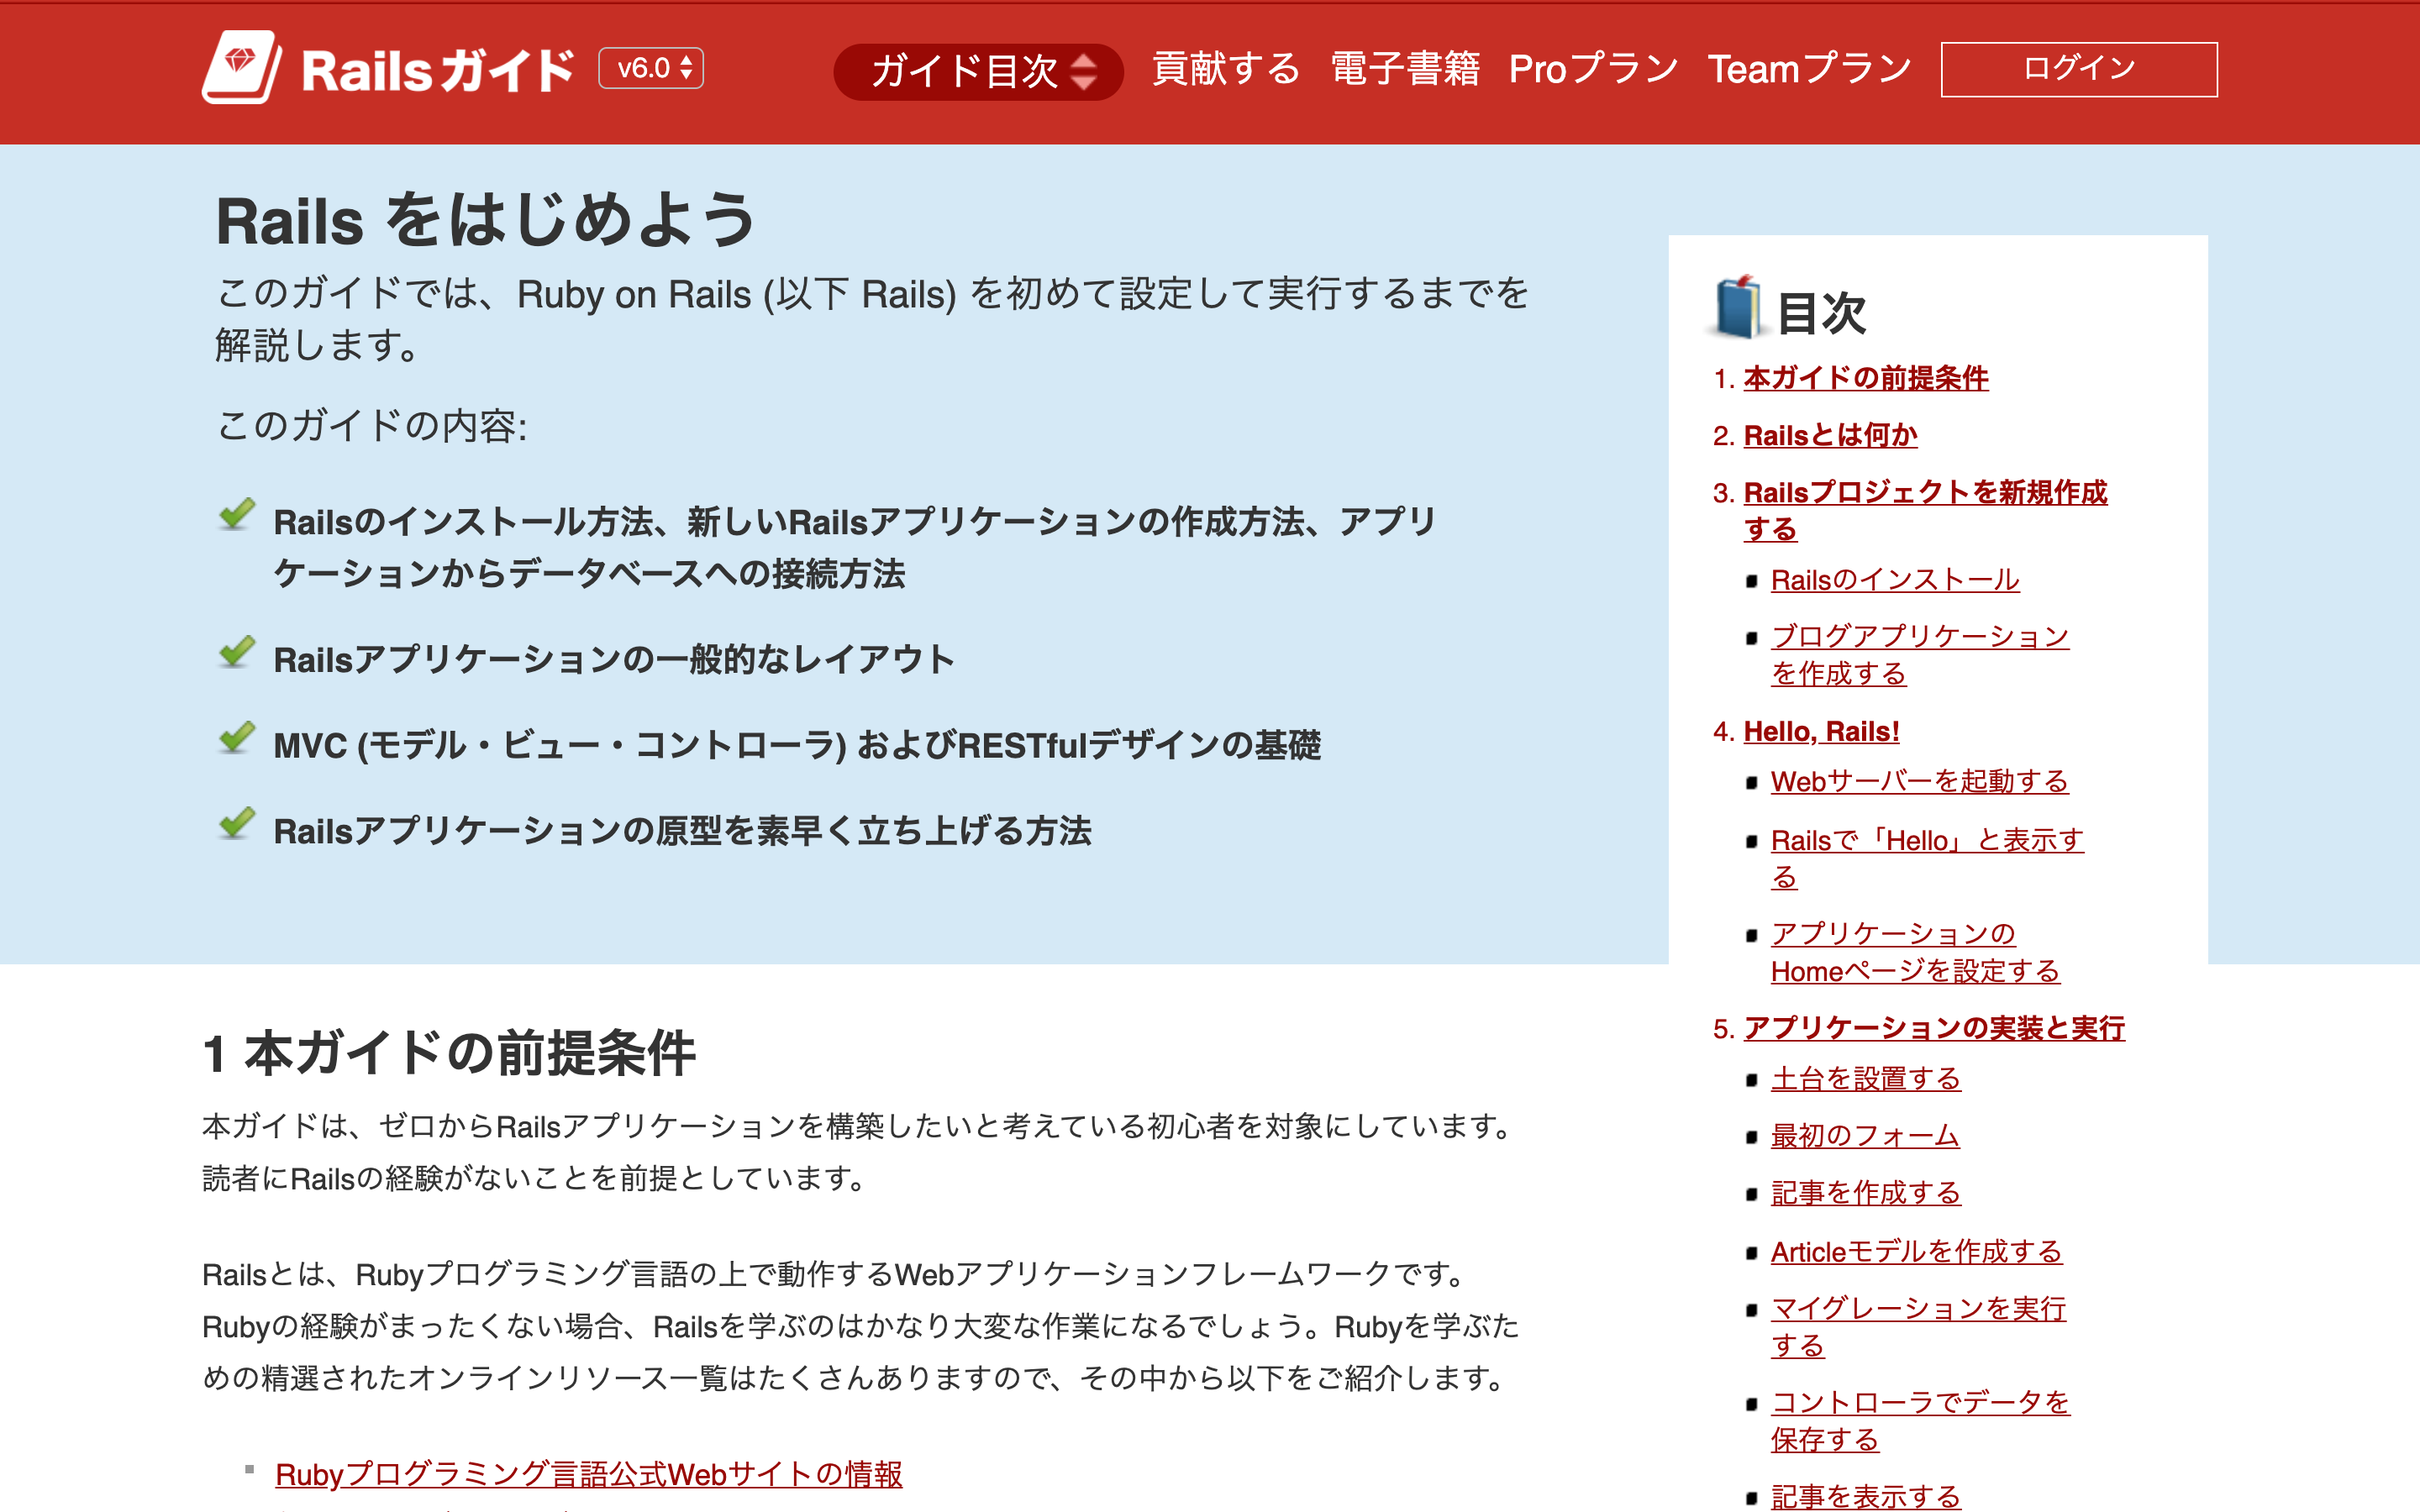 Railsガイド
v6.0
ガイド目次
貢献する
電子書籍
Proプラン
Teamプラン
ログイン
Rails をはじめよう
このガイドでは、Ruby on Rails (以下 Rails) を初めて設定して実行するまでを
解説します。
このガイドの内容:
Railsのインストール方法、新しいRailsアプリケーションの作成方法、アプリ
ケーションからデータベースへの接続方法
Railsアプリケーションの一般的なレイアウト
MVC (モデル・ビュー・コントローラ) およびRESTfulデザインの基礎
Railsアプリケーションの原型を素早く立ち上げる方法
1 本ガイドの前提条件
本ガイドは、ゼロからRailsアプリケーションを構築したいと考えている初心者を対象にしています。
読者にRailsの経験がないことを前提としています。
Railsとは、Rubyプログラミング言語の上で動作するWebアプリケーションフレームワークです。
Rubyの経験がまったくない場合、Railsを学ぶのはかなり大変な作業になるでしょう。Rubyを学ぶた
めの精選されたオンラインリソース一覧はたくさんありますので、その中から以下をご紹介します。
Rubyプログラミング言語公式Webサイトの情報
目次
1. 本ガイドの前提条件
2. Railsとは何か
3. Railsプロジェクトを新規作成
する
Railsのインストール
ブログアプリケーション
を作成する
4. Hello, Rails!
Webサーバーを起動する
Railsで「Hello」と表示す
る
アプリケーションの
Homeページを設定する
5. アプリケーションの実装と実行
土台を設置する
最初のフォーム
記事を作成する
Articleモデルを作成する
マイグレーションを実行
する
コントローラでデータを
保存する
記事を表示する